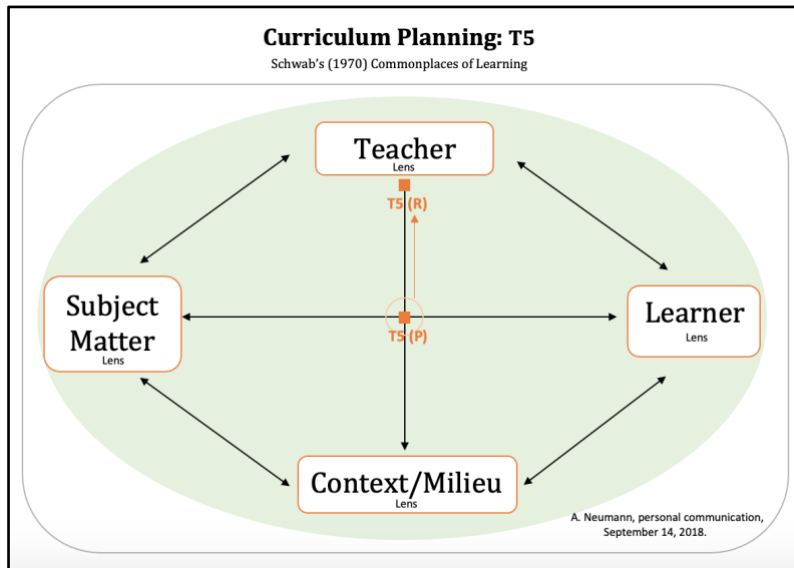 Curriculum Planning: T5
Schwab's (1970) Commonplaces of Learning
Teacher
Lens
T5 (R)
Subject
Matter
Lens
Learner
Lens
T5 (P)
Context/Milieu
Lens
A. Neumann, personal communication,
September 14, 2018.